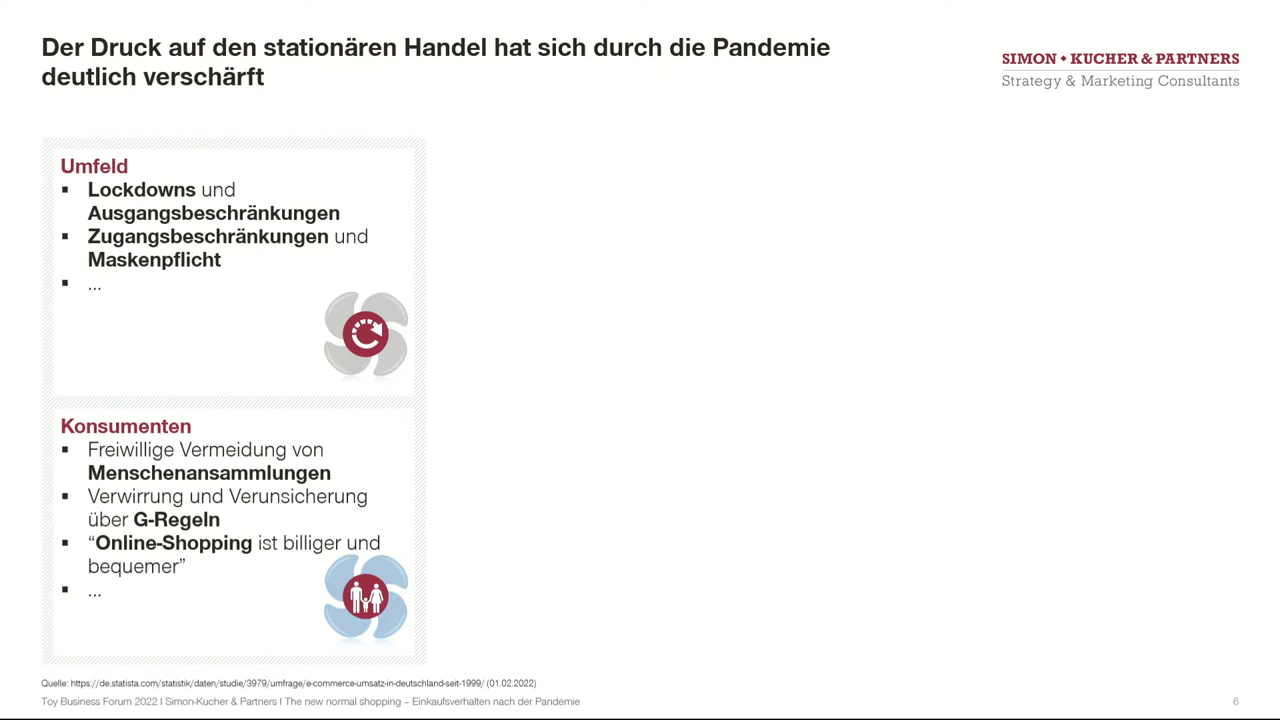 Der Druck auf den stationären Handel hat sich durch die Pandemie
deutlich verschärft
SIMON • KUCHER & PARTNERS
Strategy & Marketing Consultants
Umfeld
▪ Lockdowns und
Ausgangsbeschränkungen
▪ Zugangsbeschränkungen und
Maskenpflicht
▪ ...
Konsumenten
▪ Freiwillige Vermeidung von
Menschenansammlungen
▪ Verwirrung und Verunsicherung
über G-Regeln
▪ “Online-Shopping ist billiger und
bequemer”
▪ ...
Quelle: https://de.statista.com/statistik/daten/studie/3979/umfrage/e-commerce-umsatz-in-deutschland-seit-1999/ (01.02.2022)
Toy Business Forum 2022 I Simon-Kucher & Partners I The new normal shopping – Einkaufsverhalten nach der Pandemie
6